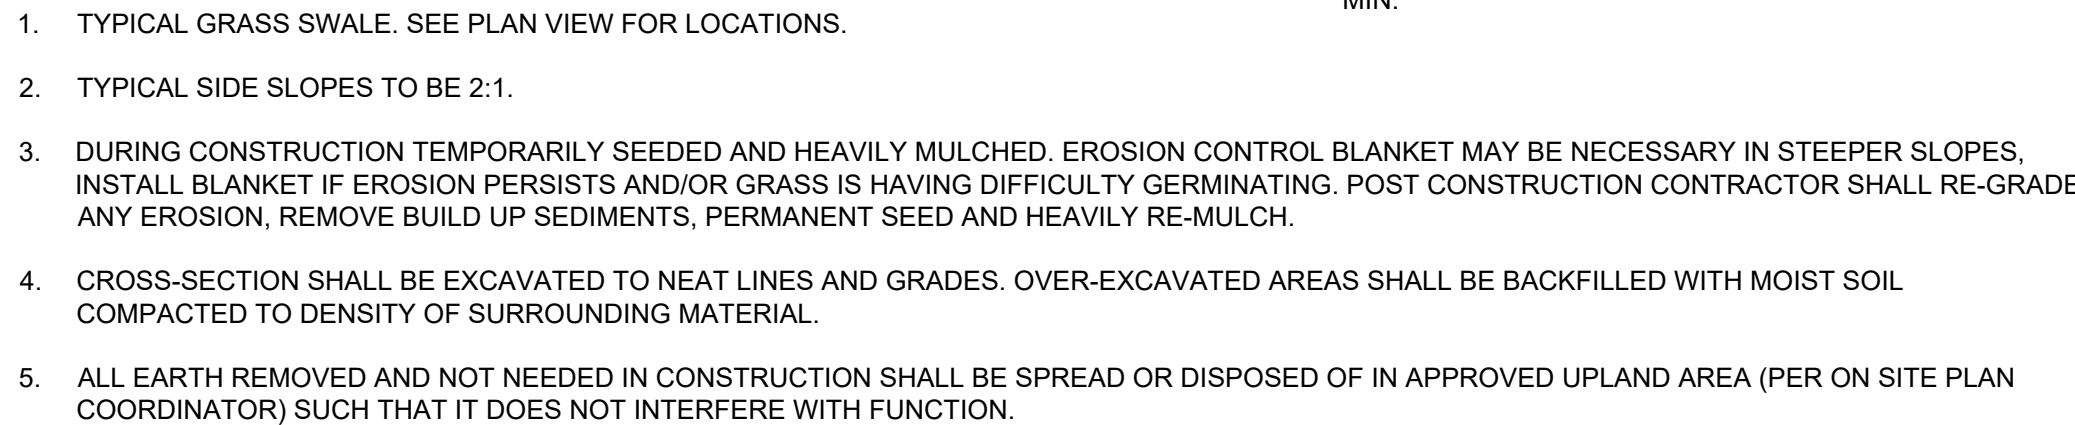 MIN.
1. TYPICAL GRASS SWALE. SEE PLAN VIEW FOR LOCATIONS.
2. TYPICAL SIDE SLOPES TO BE 2:1.
3. DURING CONSTRUCTION TEMPORARILY SEEDED AND HEAVILY MULCHED. EROSION CONTROL BLANKET MAY BE NECESSARY IN STEEPER SLOPES,
INSTALL BLANKET IF EROSION PERSISTS AND/OR GRASS IS HAVING DIFFICULTY GERMINATING. POST CONSTRUCTION CONTRACTOR SHALL RE-GRADE
ANY EROSION, REMOVE BUILD UP SEDIMENTS, PERMANENT SEED AND HEAVILY RE-MULCH.
4. CROSS-SECTION SHALL BE EXCAVATED TO NEAT LINES AND GRADES. OVER-EXCAVATED AREAS SHALL BE BACKFILLED WITH MOIST SOIL
COMPACTED TO DENSITY OF SURROUNDING MATERIAL.
5. ALL EARTH REMOVED AND NOT NEEDED IN CONSTRUCTION SHALL BE SPREAD OR DISPOSED OF IN APPROVED UPLAND AREA (PER ON SITE PLAN
COORDINATOR) SUCH THAT IT DOES NOT INTERFERE WITH FUNCTION.